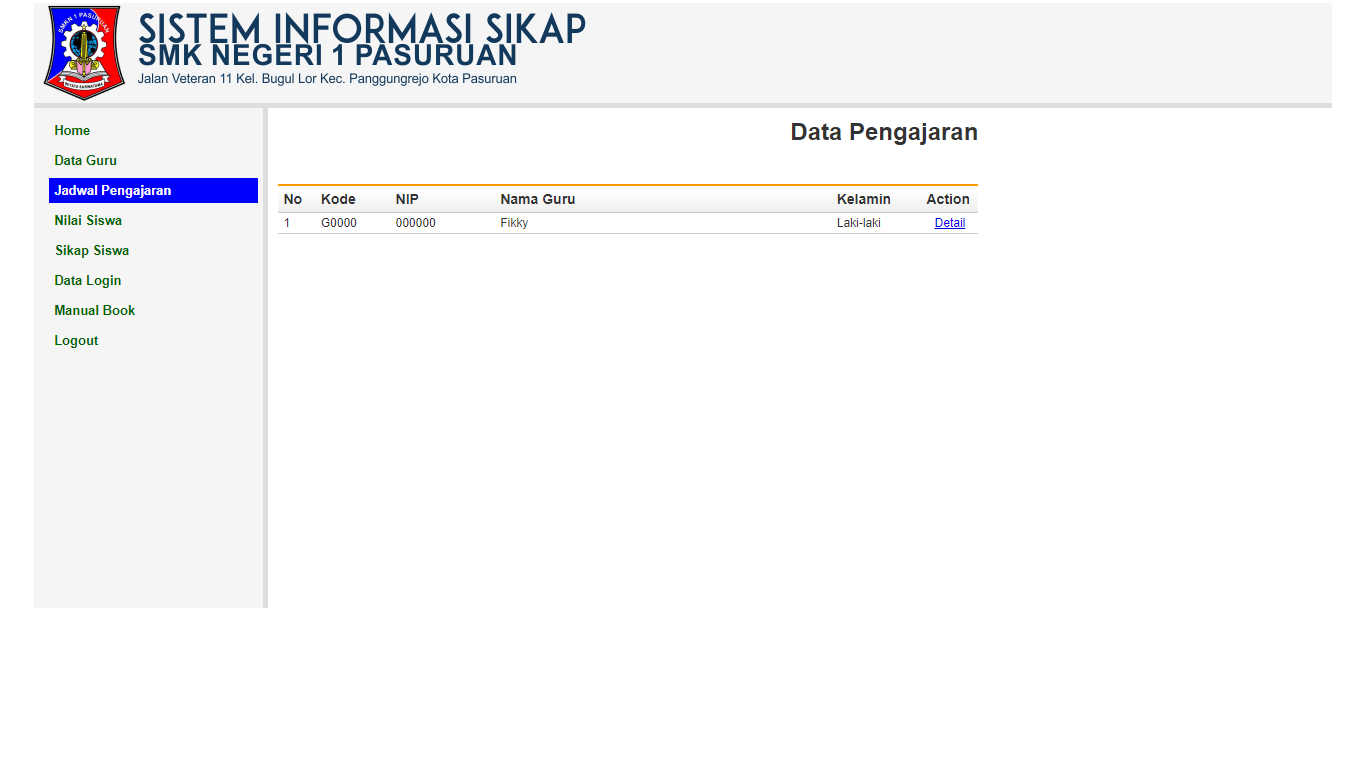 SMKN 1 PASURUAN
SISTEM INFORMASI SIKAP
SMK NEGERI 1 PASURUAN
Jalan Veteran 11 Kel. Bugul Lor Kec. Panggungrejo Kota Pasuruan
Home
Data Guru
Jadwal Pengajaran
Nilai Siswa
Sikap Siswa
Data Login
Manual Book
Logout
Data Pengajaran
No Kode NIP Nama Guru Kelamin Action
1 G0000 000000 Fikky Laki-laki Detail